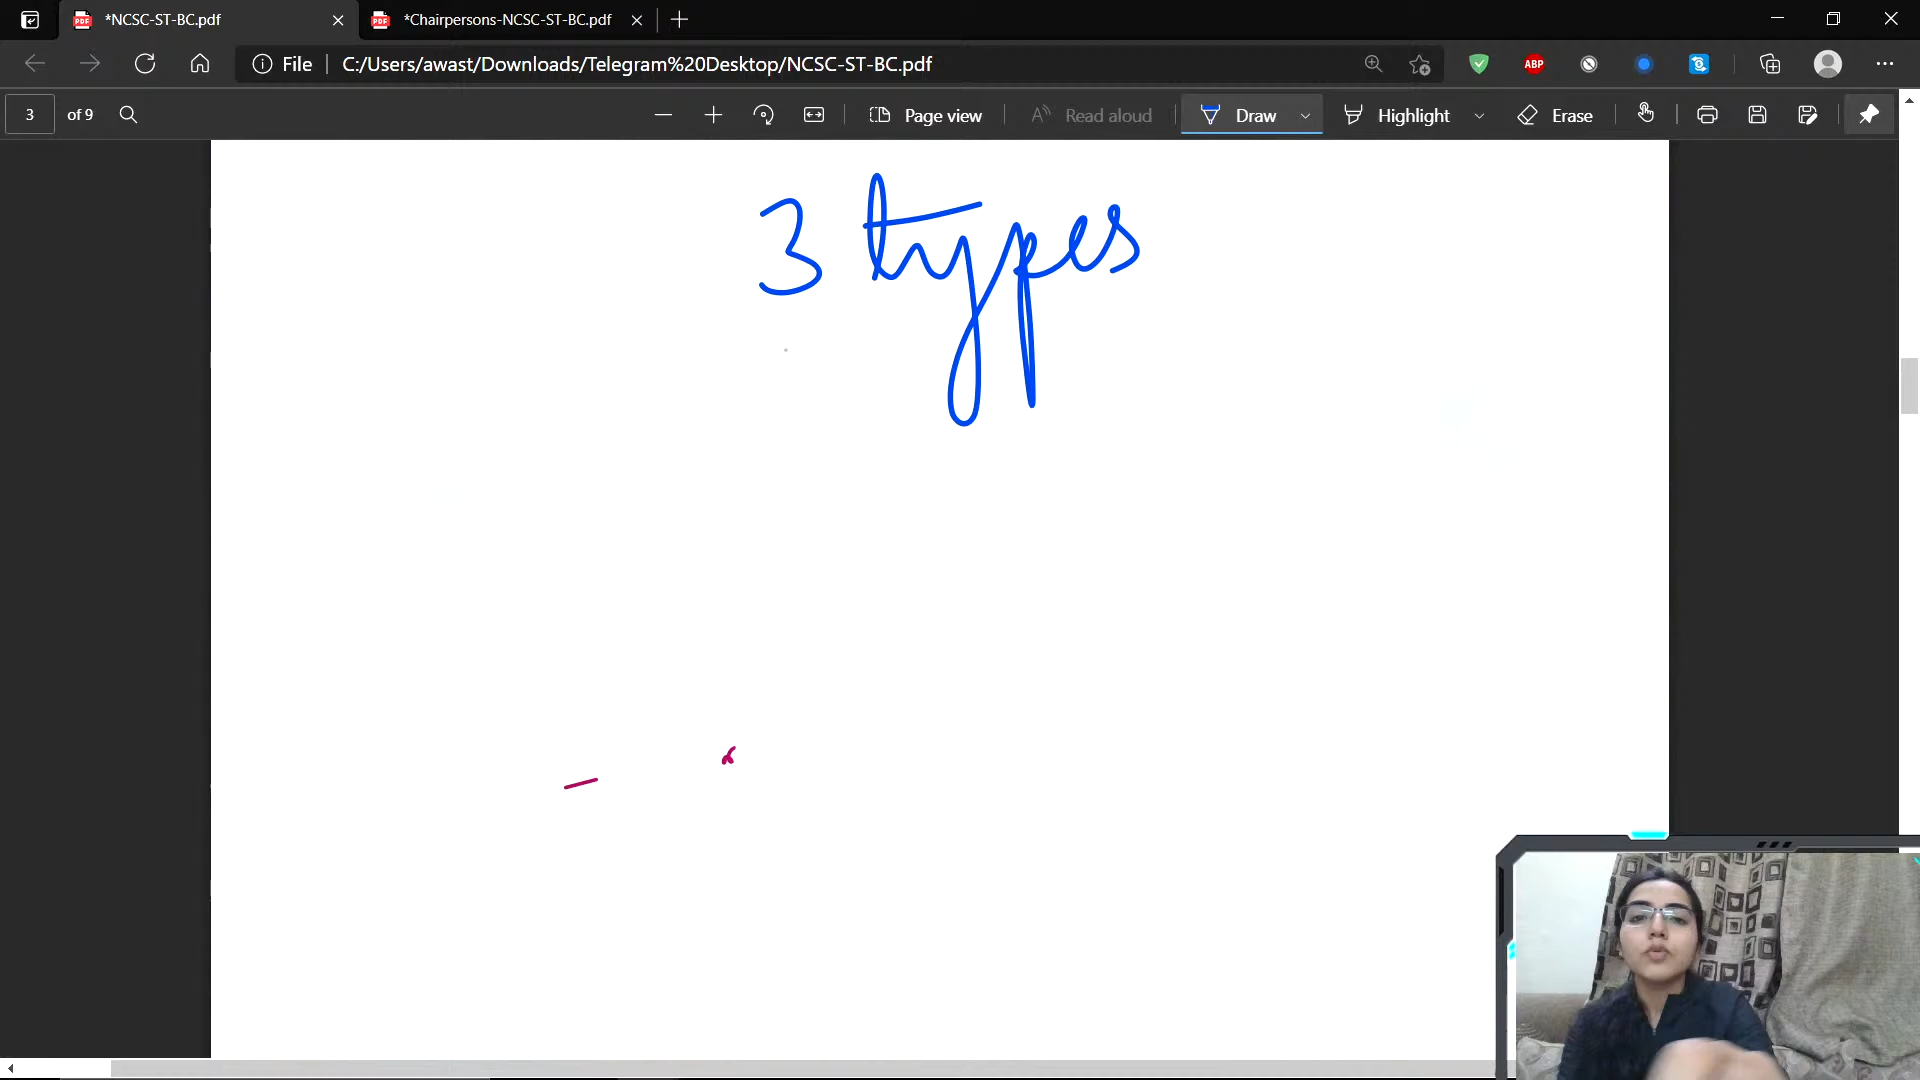 *NCSC-ST-BC.pdf
*Chairpersons-NCSC-ST-BC.pdf
File
C:/Users/awast/Downloads/Telegram%20Desktop/NCSC-ST-BC.pdf
ABP
3 of 9
Page view
Read aloud
Draw
Highlight
Erase
3 types